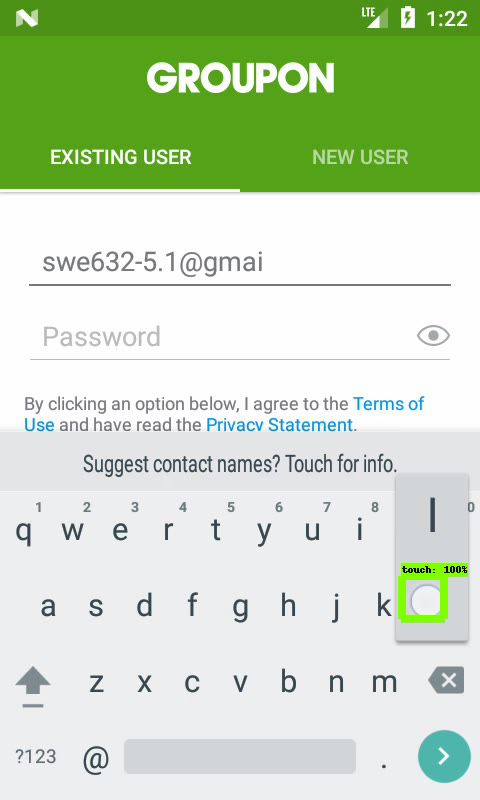 LTE 1:22
GROUPON
EXISTING USER NEW USER
swe632-5.1@gmai
Password
By clicking an option below, I agree to the Terms of
Use and have read the Privacy Statement.
Suggest contact names? Touch for info.
1 2 3 4 5 6 7 8 0
q w e r t y u i l
touch: 100%
a s d f g h j k
z x c v b n m
?123 @ .